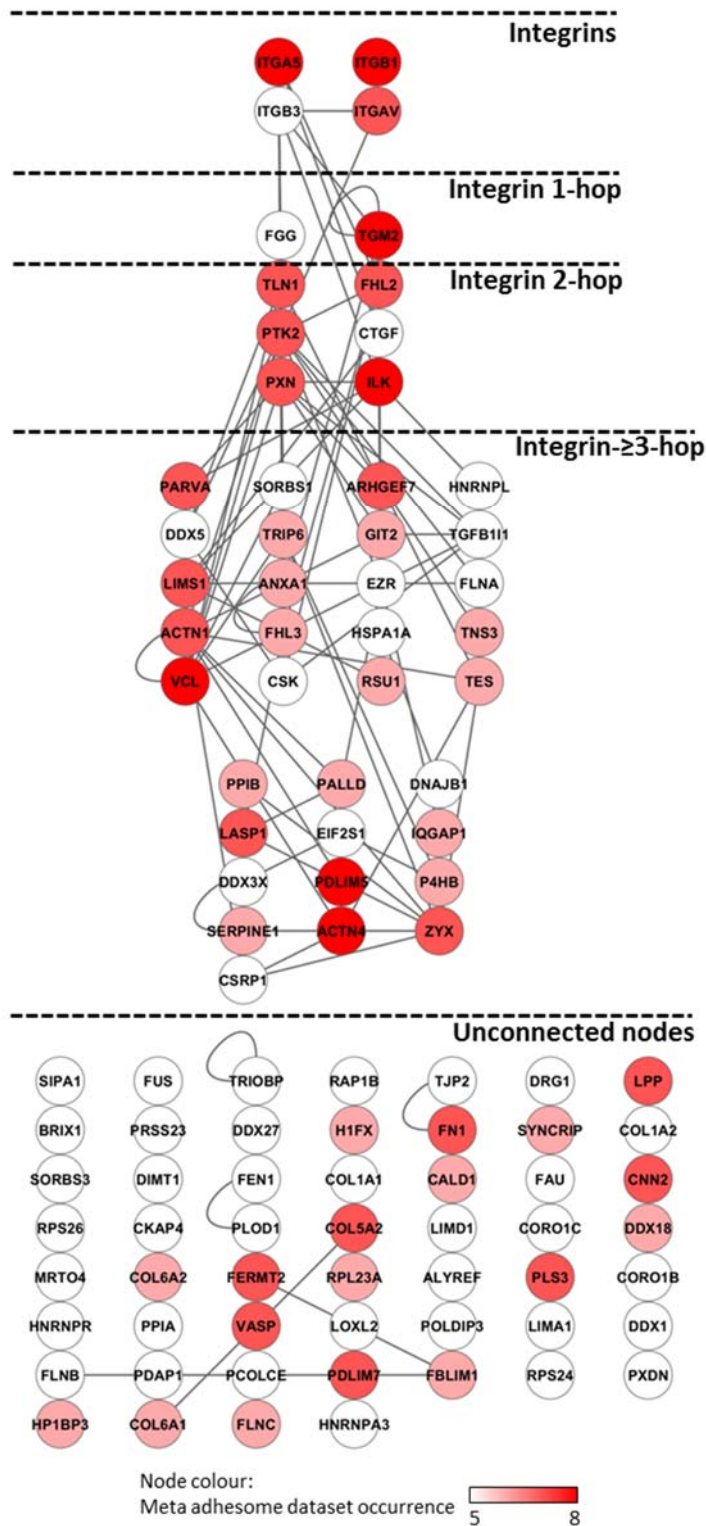 Integrins
ITGA5 ITGB1
ITGB3 ITGAV
Integrin 1-hop
FGG TGM2
Integrin 2-hop
TLN1 FHL2
PTK2 CTGF
PXN ILK
Integrin-≥3-hop
PARVA SORBS1 ARHGEF7 HNRNPL
DDX5 TRIP6 GIT2 TGFB1I1
LIMS1 ANXA1 EZR FLNA
ACTN1 FHL3 HSPA1A TNS3
VCL CSK RSU1 TES
PPIB PALLD DNAJB1
LASP1 EIF2S1 IQGAP1
DDX3X PDLIM5 P4HB
SERPINE1 ACTN4 ZYX
CSRP1
Unconnected nodes
SIPA1 FUS TRIOBP RAP1B TJP2 DRG1 LPP
BRIX1 PRSS23 DDX27 H1FX FN1 SYNCRIP COL1A2
SORBS3 DIMT1 FEN1 COL1A1 CALD1 FAU CNN2
RPS26 CKAP4 PLOD1 COL5A2 LIMD1 CORO1C DDX18
MRTO4 COL6A2 FERMT2 RPL23A ALYREF PLS3 CORO1B
HNRNPR PPIA VASP LOXL2 POLDIP3 LIMA1 DDX1
FLNB PDAP1 PCOLCE PDLIM7 FBLIM1 RPS24 PXDN
HP1BP3 COL6A1 FLNC HNRNPA3
Node colour:
Meta adhesome dataset occurrence
5 8